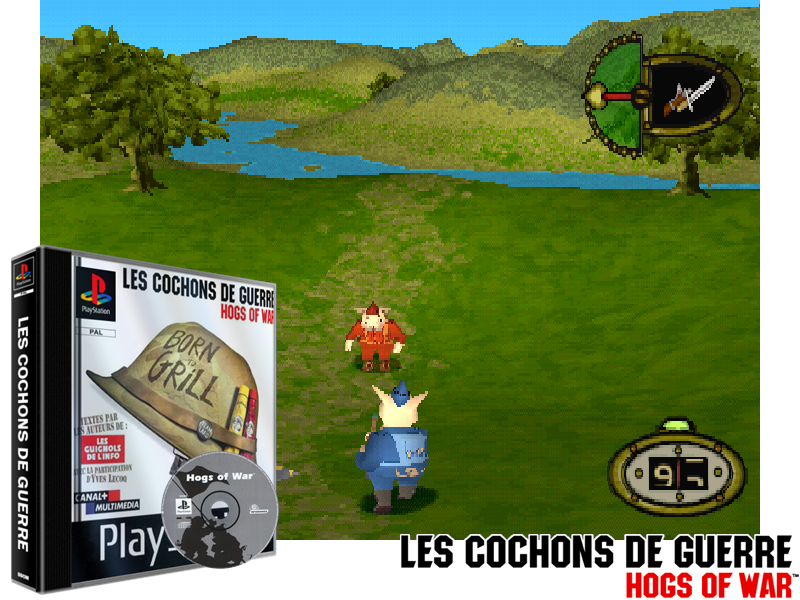 LES COCHONS DE GUERRE
PlayStation
LES COCHONS DE GUERRE
HOGS OF WAR
PlayStation
PAL
BORN
TO
GRILL
TEXTES PAR
LES AUTEURS DE :
LES
GUIGNOLS
DE L'INFO
AVEC LA PARTICIPATION
D'YVES LECOQ
CANAL+
MULTIMEDIA
Hogs of War
PlayS
LES COCHONS DE GUERRE
HOGS OF WAR™